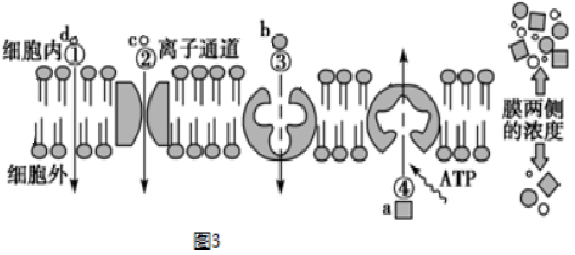 d
细胞内 ① c ② 离子通道 b ③
膜两侧
的浓度
细胞外
④ ATP
a
图3